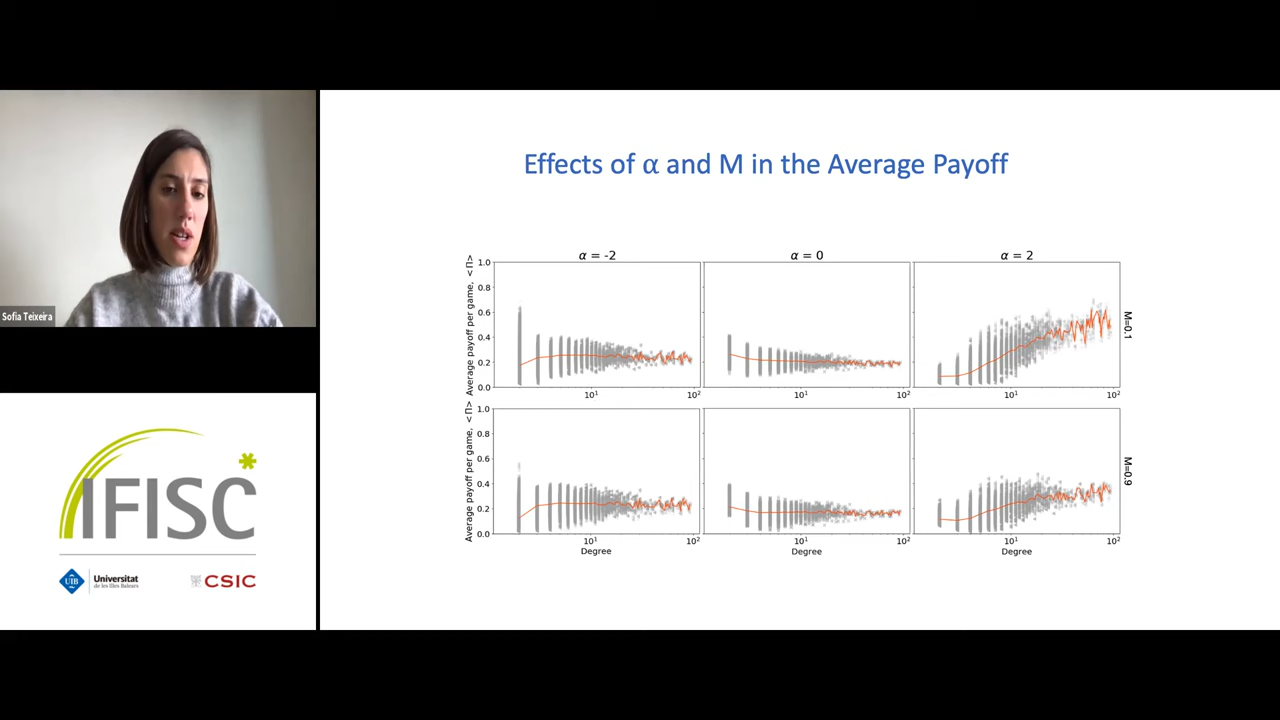 Sofia Teixeira
IFISC
UIB
Universitat
de les Illes Balears
CSIC
Effects of α and M in the Average Payoff
α = -2
α = 0
α = 2
Average payoff per game, <Π>
1.0
0.8
0.6
0.4
0.2
0.0
10¹
10²
10¹
10²
10¹
10²
M=0.1
Average payoff per game, <Π>
1.0
0.8
0.6
0.4
0.2
0.0
10¹
10²
10¹
10²
10¹
10²
M=0.9
Degree
Degree
Degree